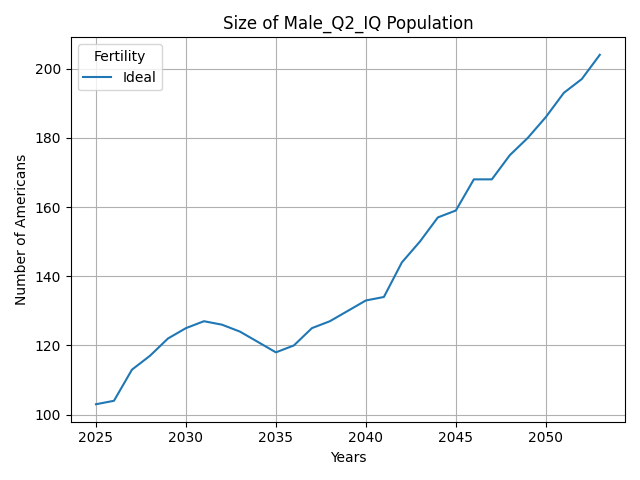 Size of Male_Q2_IQ Population
Fertility
Ideal
Number of Americans
200
180
160
140
120
100
2025
2030
2035
2040
2045
2050
Years